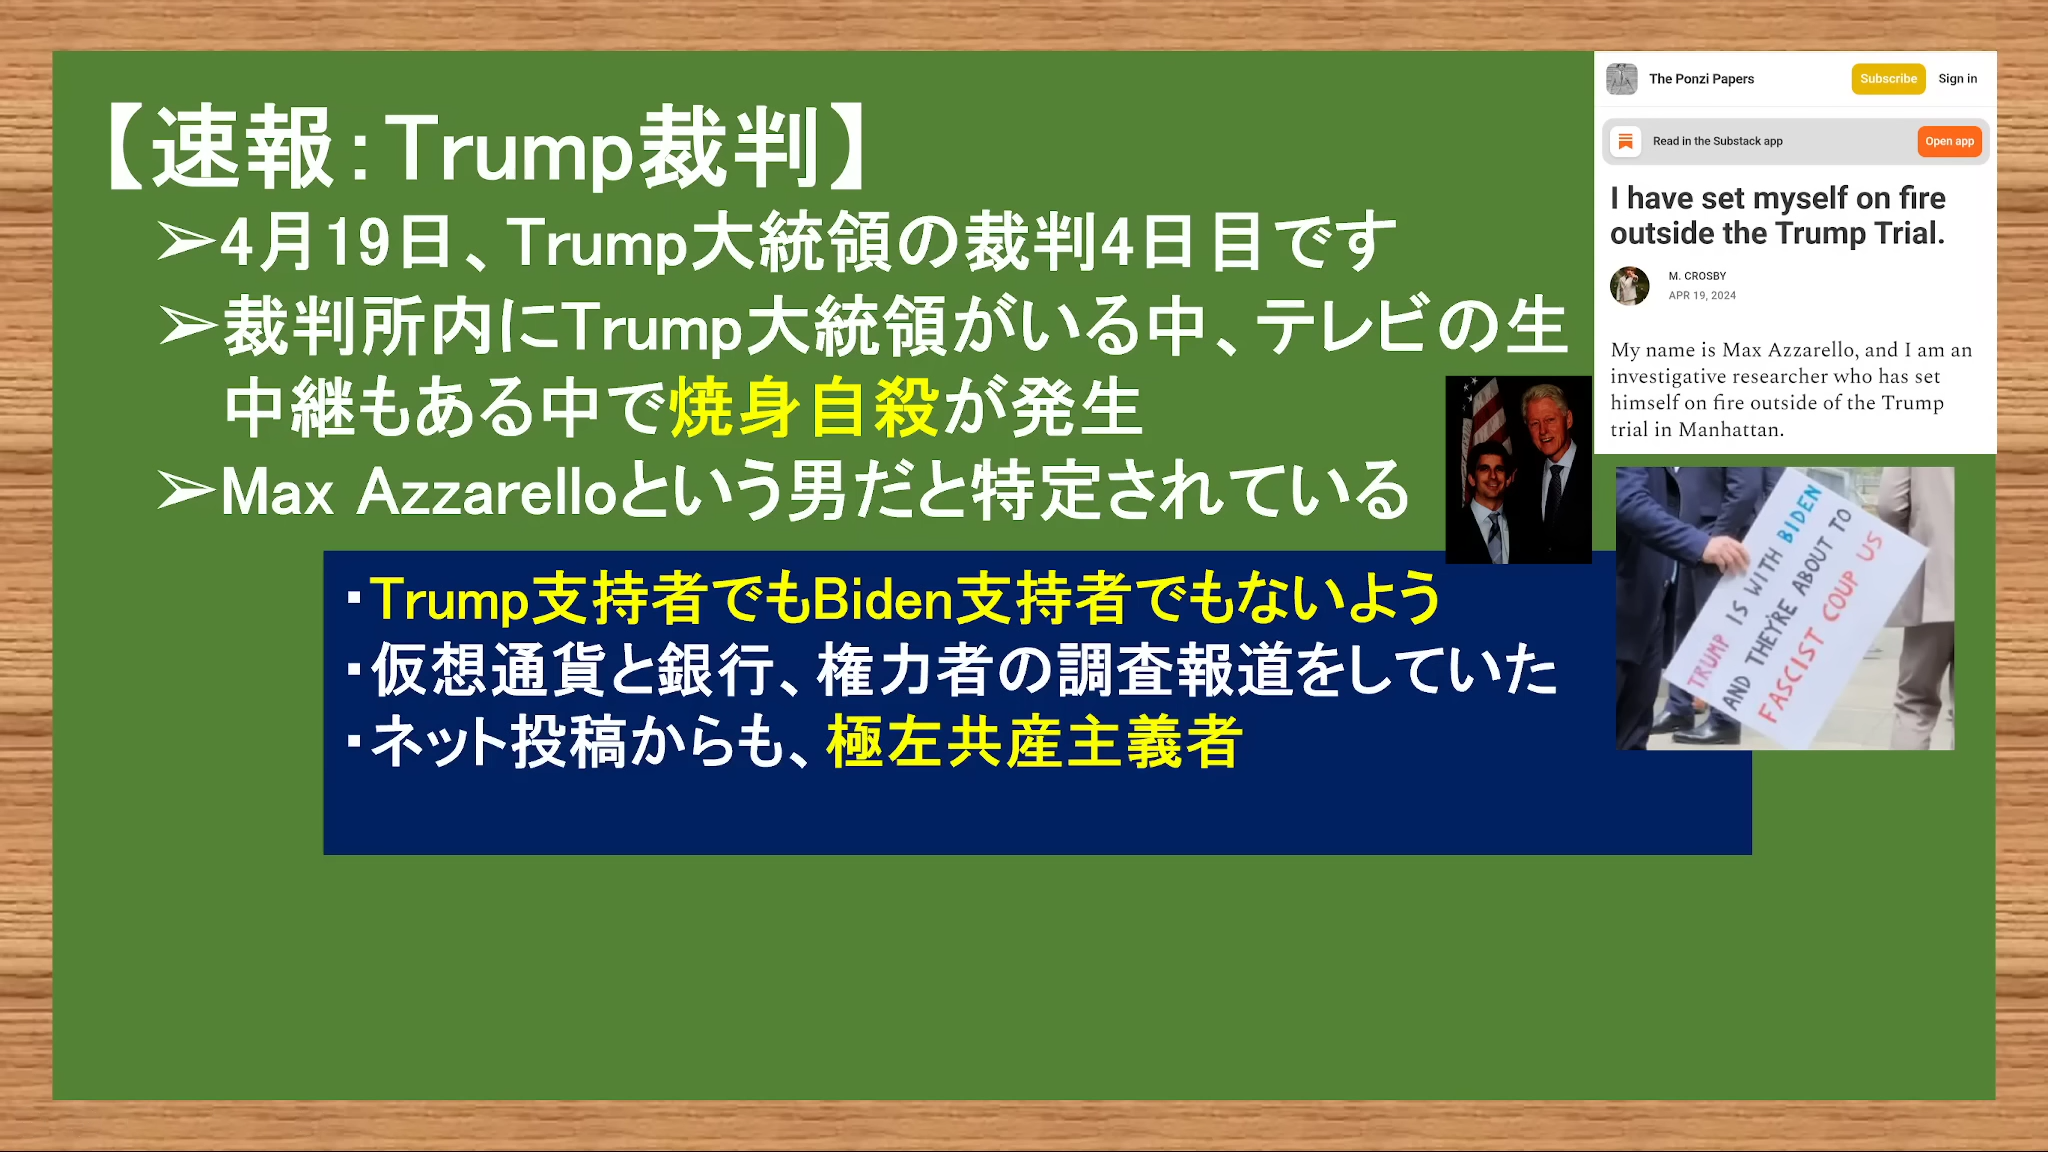 【速報：Trump裁判】
➢4月19日、Trump大統領の裁判4日目です
➢裁判所内にTrump大統領がいる中、テレビの生
中継もある中で焼身自殺が発生
➢Max Azzarelloという男だと特定されている
・Trump支持者でもBiden支持者でもないよう
・仮想通貨と銀行、権力者の調査報道をしていた
・ネット投稿からも、極左共産主義者
The Ponzi Papers
Subscribe
Sign in
Read in the Substack app
Open app
I have set myself on fire
outside the Trump Trial.
M. CROSBY
APR 19, 2024
My name is Max Azzarello, and I am an
investigative researcher who has set
himself on fire outside of the Trump
trial in Manhattan.
TRUMP IS WITH BIDEN
AND THEY'RE ABOUT TO
FASCIST COUP US